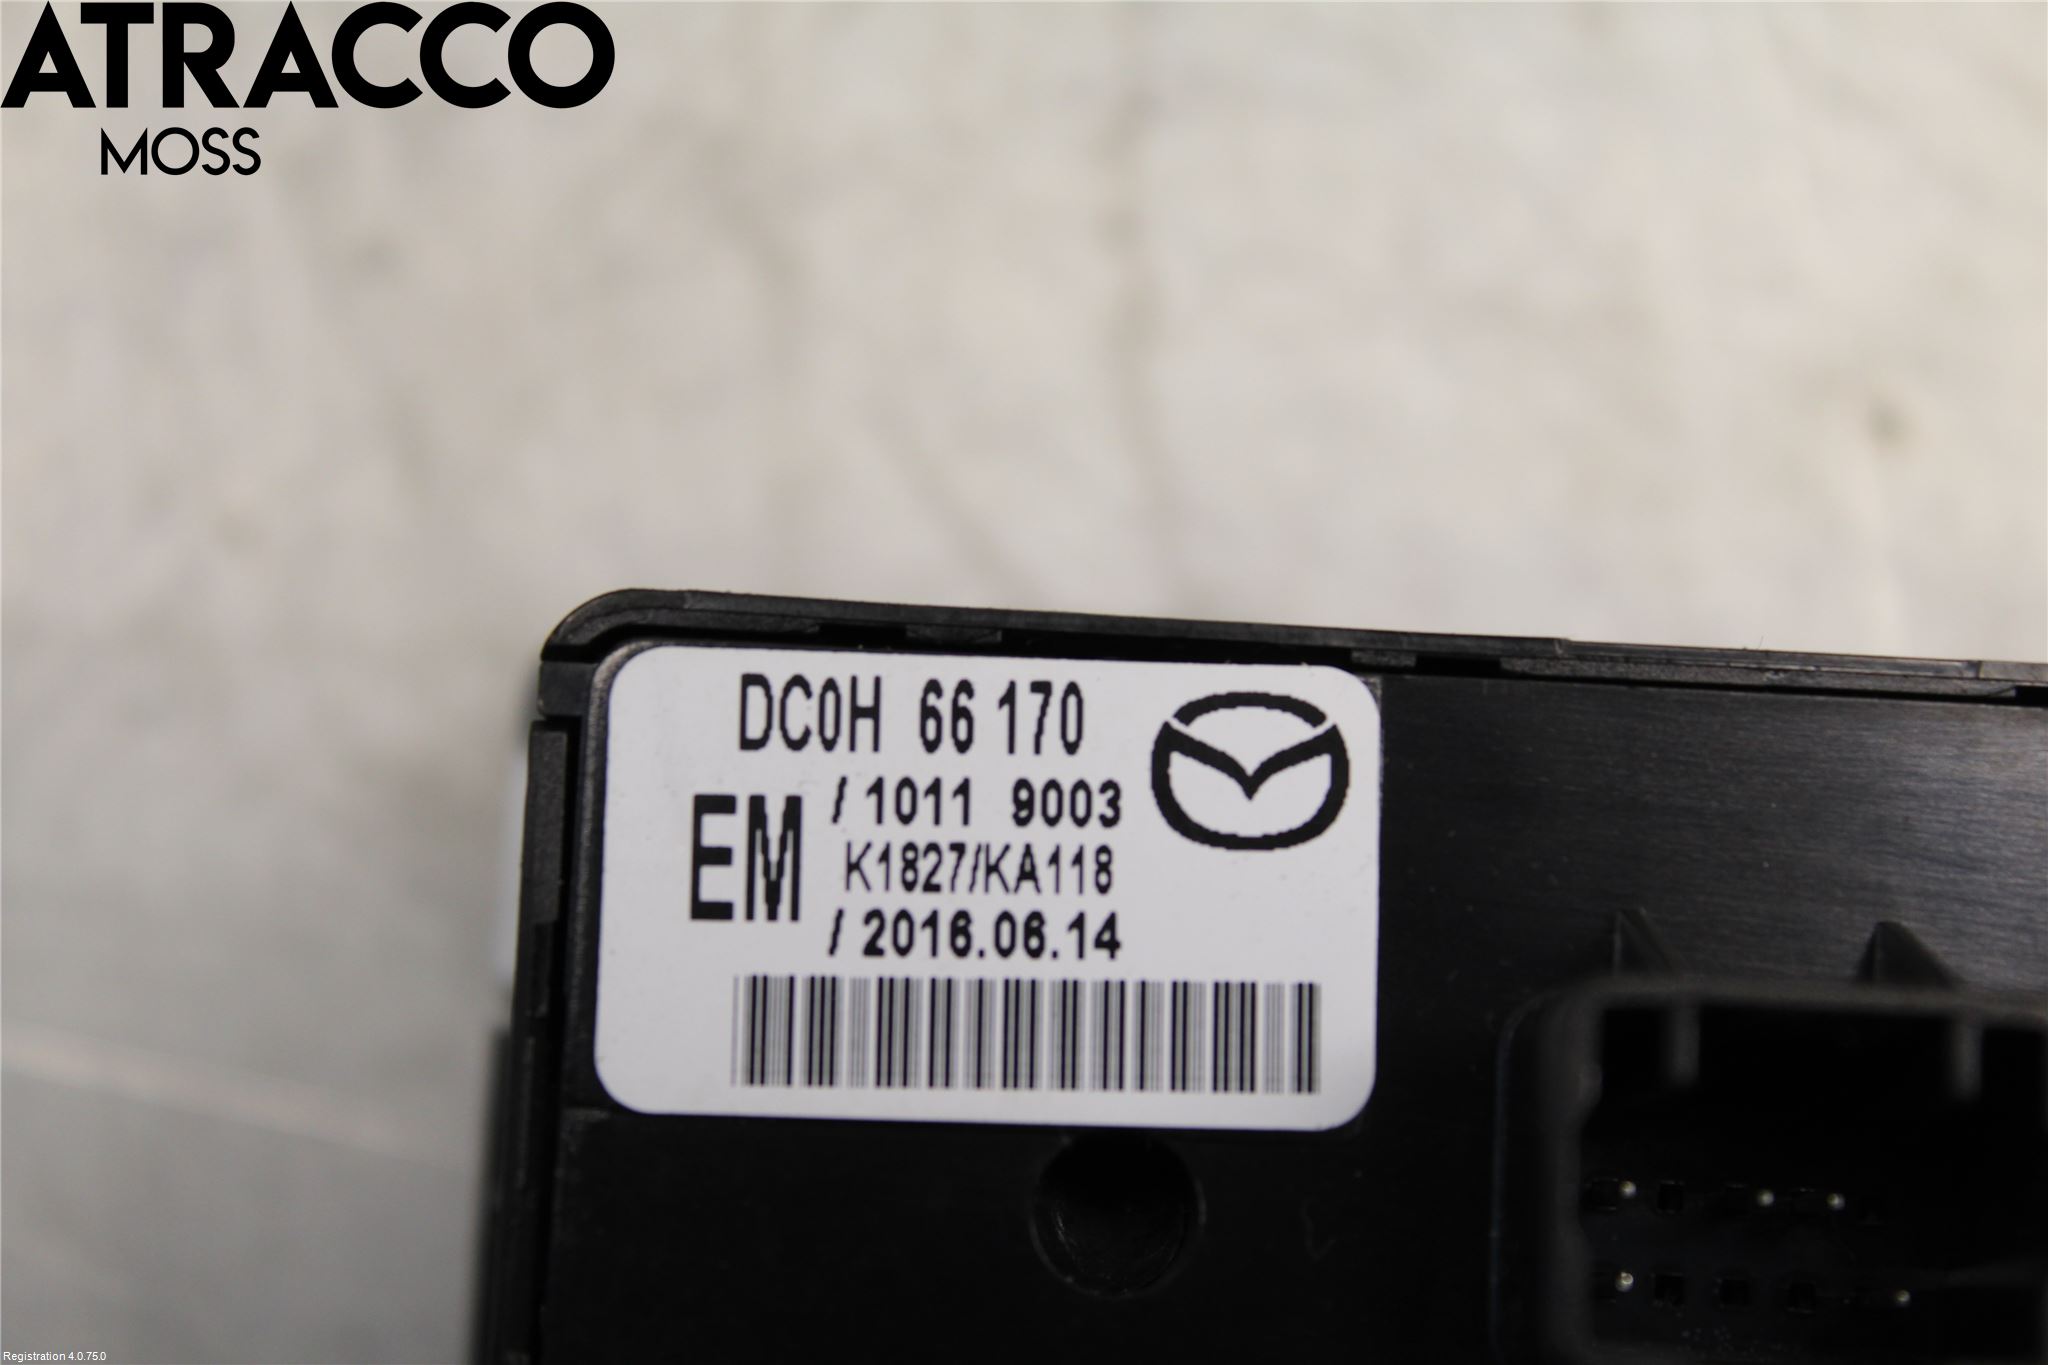 ATRACCO
MOSS
DC0H 66 170
/ 1011 9003
EM
K1827/KA118
/ 2016.06.14
Registration 4.0.75.0